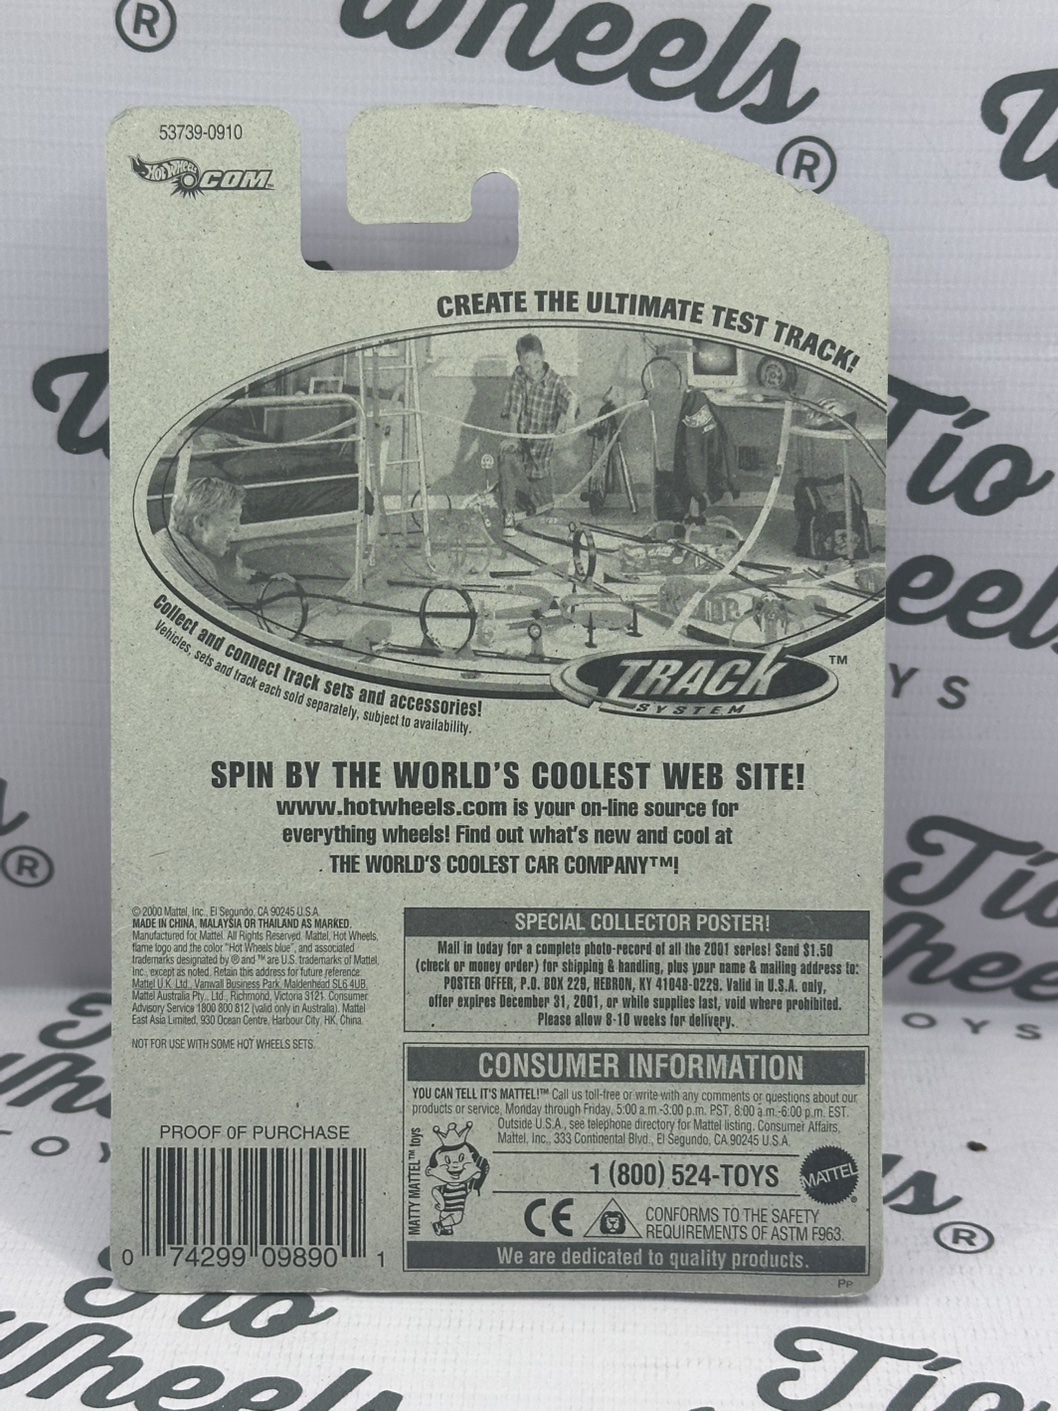 Wheels
®
®
53739-0910
HOT WHEELS.COM
CREATE THE ULTIMATE TEST TRACK!
Collect and connect track sets and accessories!
Vehicles, sets and track each sold separately, subject to availability.
TRACK ™
SYSTEM
SPIN BY THE WORLD'S COOLEST WEB SITE!
www.hotwheels.com is your on-line source for
everything wheels! Find out what's new and cool at
THE WORLD'S COOLEST CAR COMPANY™!
© 2000 Mattel, Inc., El Segundo, CA 90245 U.S.A.
MADE IN CHINA, MALAYSIA OR THAILAND AS MARKED.
Manufactured for Mattel. All Rights Reserved. Mattel, Hot Wheels,
flame logo and the color "Hot Wheels blue", and associated
trademarks designated by ® and ™ are U.S. trademarks of Mattel,
Inc., except as noted. Retain this address for future reference:
Mattel U.K. Ltd., Vanwall Business Park, Maidenhead SL6 4UB.
Mattel Australia Pty., Ltd., Richmond, Victoria 3121. Consumer
Advisory Service 1800 800 812 (valid only in Australia). Mattel
East Asia Limited, 930 Ocean Centre, Harbour City, HK, China.
NOT FOR USE WITH SOME HOT WHEELS SETS.
SPECIAL COLLECTOR POSTER!
Mail in today for a complete photo-record of all the 2001 series! Send $1.50
(check or money order) for shipping & handling, plus your name & mailing address to:
POSTER OFFER, P.O. BOX 229, HEBRON, KY 41048-0229. Valid in U.S.A. only,
offer expires December 31, 2001, or while supplies last, void where prohibited.
Please allow 8-10 weeks for delivery.
CONSUMER INFORMATION
YOU CAN TELL IT'S MATTEL!™ Call us toll-free or write with any comments or questions about our
products or service, Monday through Friday, 5:00 a.m.-3:00 p.m. PST, 8:00 a.m.-6:00 p.m. EST.
Outside U.S.A., see telephone directory for Mattel listing. Consumer Affairs,
Mattel, Inc., 333 Continental Blvd., El Segundo, CA 90245 U.S.A.
MATTY MATTEL™ toys
1 (800) 524-TOYS
MATTEL ®
CE
CONFORMS TO THE SAFETY
REQUIREMENTS OF ASTM F963.
We are dedicated to quality products.
PROOF OF PURCHASE
0 74299 09890 1
Pp
Tio
YS
®
Tio
Wheels
OYS
®
Tio
Wheels
Tio